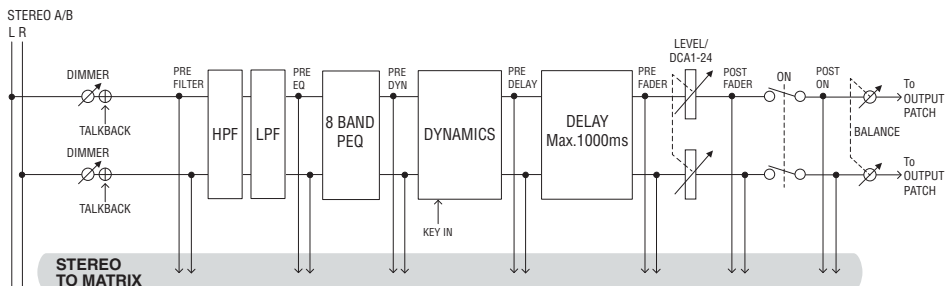 STEREO A/B
L R
DIMMER
TALKBACK
DIMMER
TALKBACK
PRE
FILTER
HPF
LPF
PRE
EQ
8 BAND
PEQ
PRE
DYN
DYNAMICS
KEY IN
PRE
DELAY
DELAY
Max.1000ms
PRE
FADER
LEVEL/
DCA1-24
POST
FADER
ON
POST
ON
BALANCE
To
OUTPUT
PATCH
To
OUTPUT
PATCH
STEREO
TO MATRIX